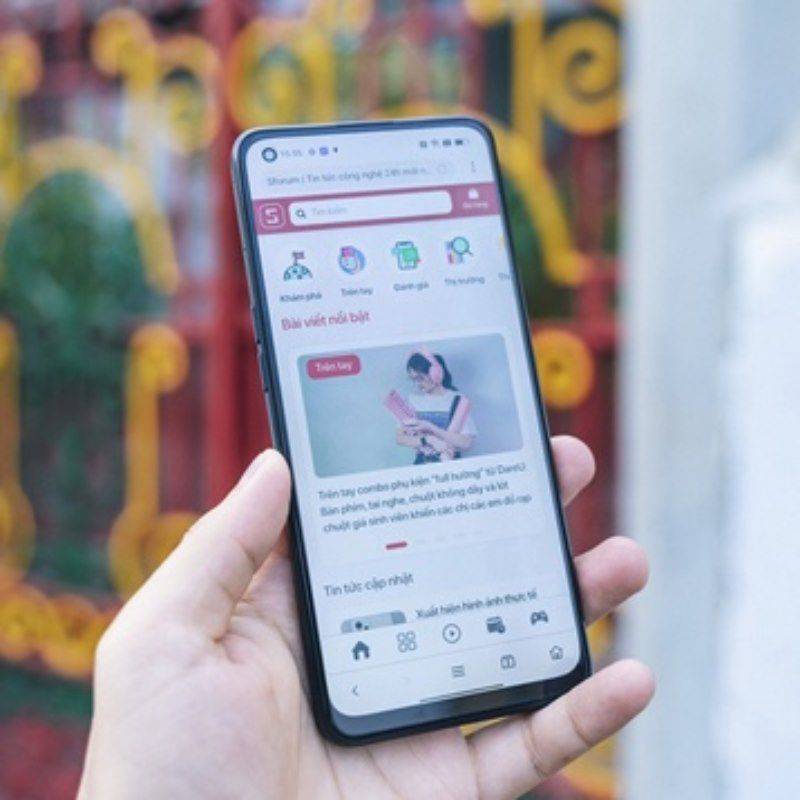 15:35
Sforum | Tin tức công nghệ 24h mới n...
S
Tìm kiếm
Khám phá
Trên tay
Đánh giá
Thị trường
Bài viết nổi bật
Trên tay
Trên tay combo phụ kiện "full hường" từ DareU:
Bàn phím, tai nghe, chuột không dây và lót
chuột giá sinh viên khiến các chị các em đổ rạp
Tin tức cập nhật
Xuất hiện hình ảnh thực tế